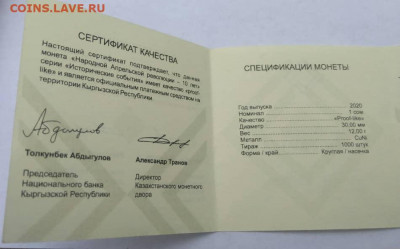 COINS.LAVE.RU
СЕРТИФИКАТ КАЧЕСТВА
Настоящий сертификат подтверждает, что данная
монета «Народной Апрельской революции - 10 лет»
серии «Исторические события» имеет качество «proof-
like» и является официальным платежным средством на
территории Кыргызской Республики
Толкунбек Абдыгулов
Председатель
Национального банка
Кыргызской Республики
Александр Транов
Директор
Казахстанского монетного
двора
СПЕЦИФИКАЦИИ МОНЕТЫ
Год выпуска 2020
Номинал 1 сом
Качество «Proof-like»
Диаметр 30,00 мм
Вес 12,00 г
Металл CuNi
Тираж 1000 штук
Форма / край Круглая / насечка